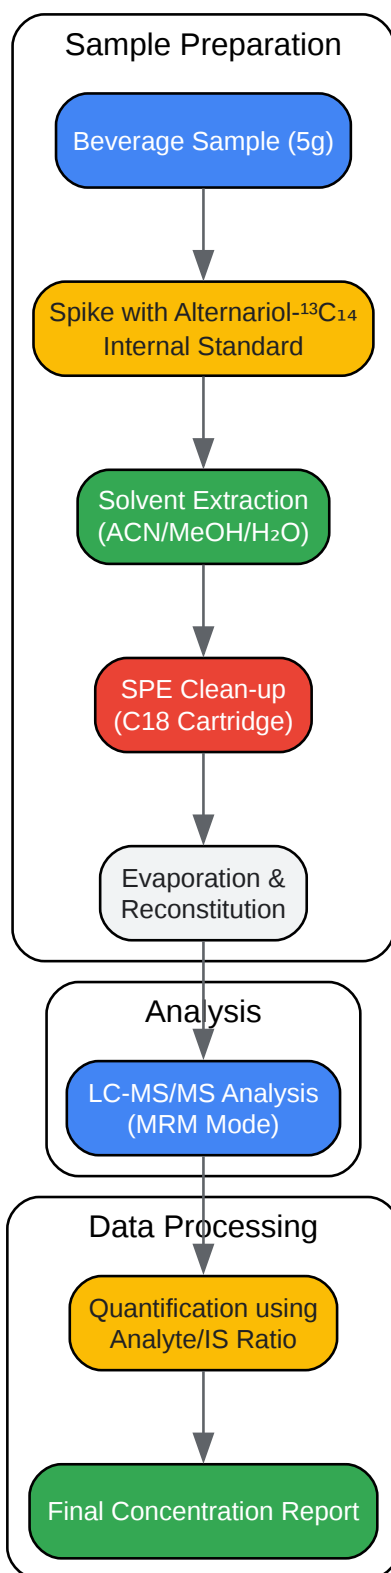 Sample Preparation
Beverage Sample (5g)
Spike with Alternariol-¹³C₁₄
Internal Standard
Solvent Extraction
(ACN/MeOH/H₂O)
SPE Clean-up
(C18 Cartridge)
Evaporation &
Reconstitution
Analysis
LC-MS/MS Analysis
(MRM Mode)
Data Processing
Quantification using
Analyte/IS Ratio
Final Concentration Report